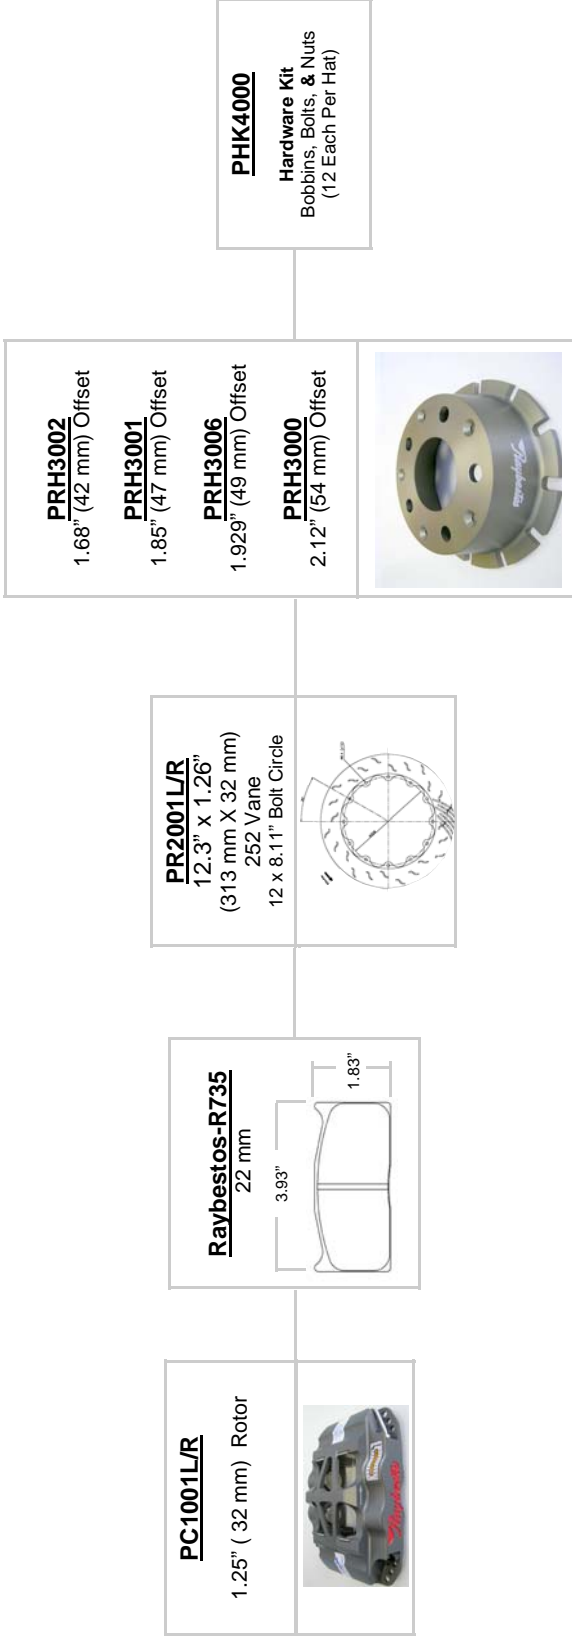 PC1001L/R
1.25” ( 32 mm)  Rotor
Raybestos
Raybestos-R735
22 mm
3.93”
1.83”
PR2001L/R
12.3” x 1.26”
(313 mm X 32 mm)
252 Vane
12 x 8.11” Bolt Circle
PRH3002
1.68” (42 mm) Offset
PRH3001
1.85” (47 mm) Offset
PRH3006
1.929” (49 mm) Offset
PRH3000
2.12” (54 mm) Offset
Raybestos
PHK4000
Hardware Kit
Bobbins, Bolts, & Nuts
(12 Each Per Hat)